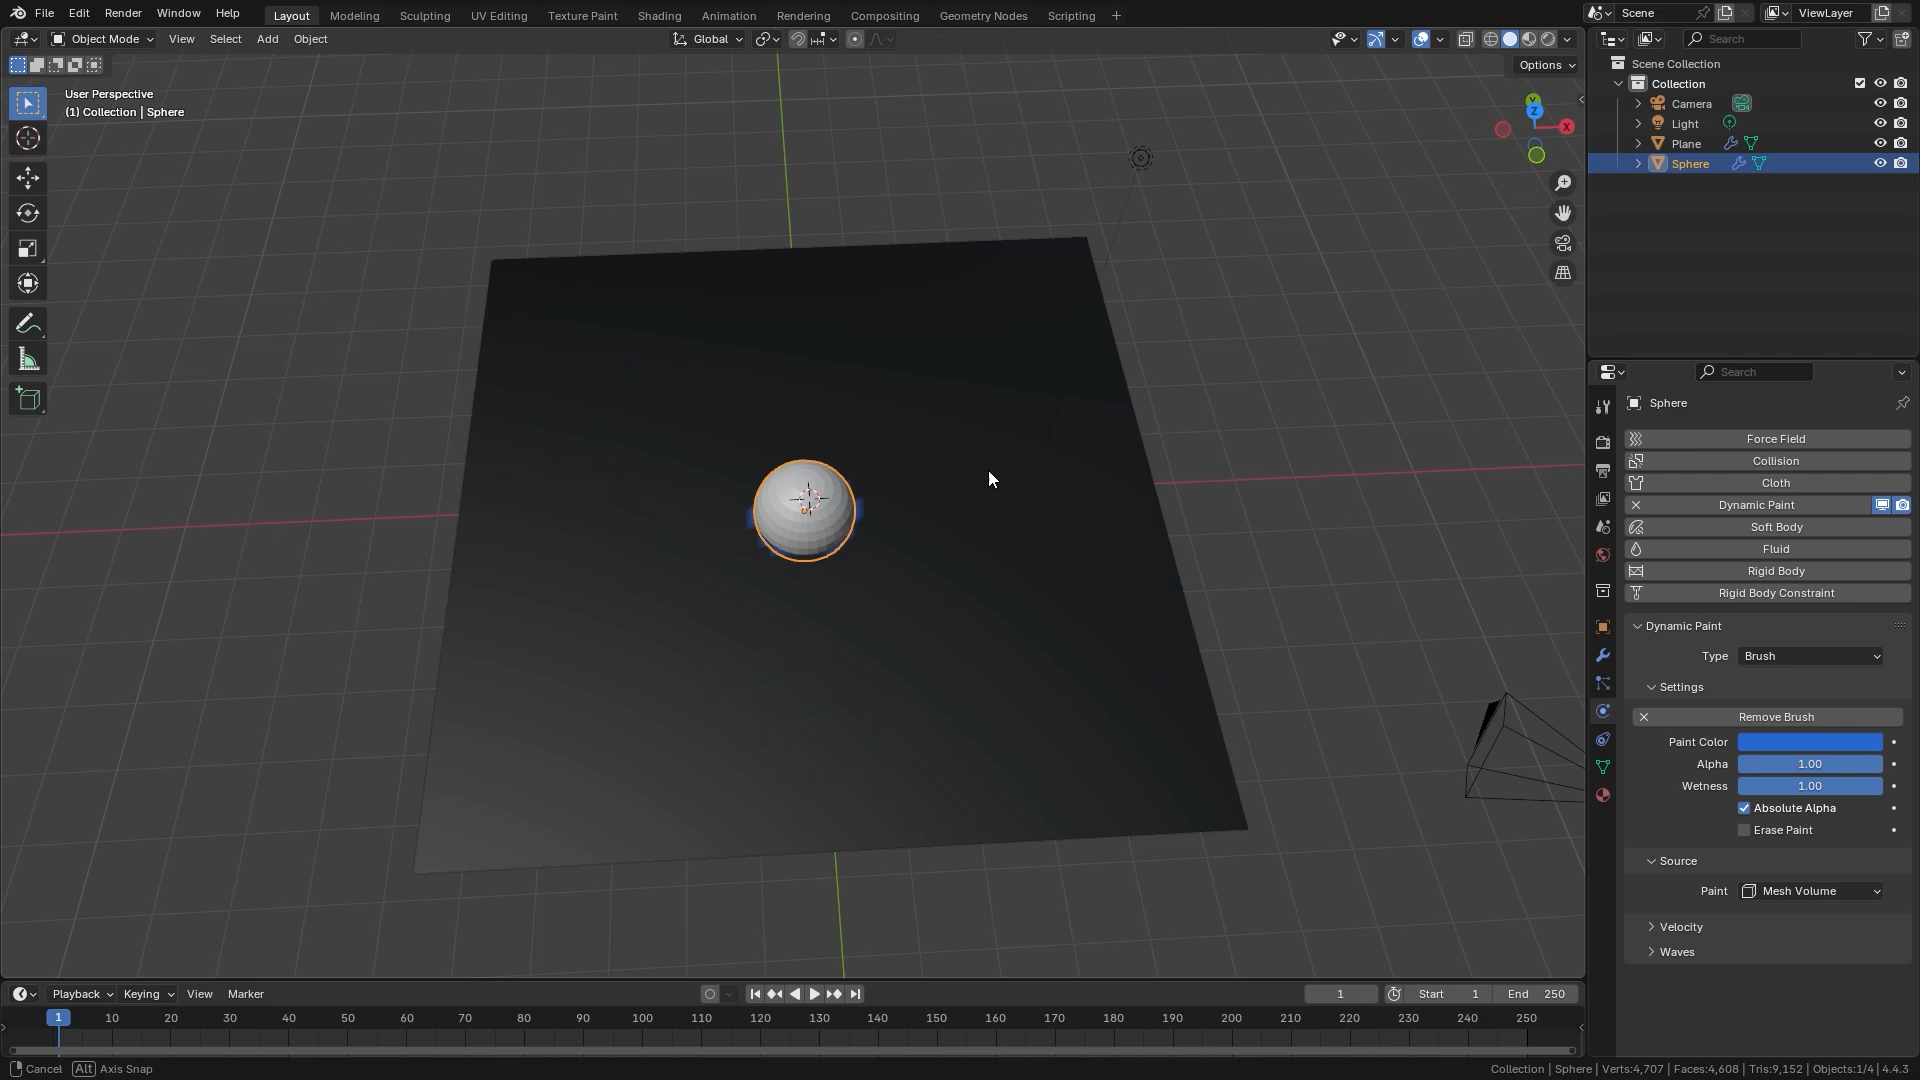 File Edit Render Window Help Layout Modeling Sculpting UV Editing Texture Paint Shading Animation Rendering Compositing Geometry Nodes Scripting + Scene ViewLayer
Object Mode View Select Add Object Global Search
Options
User Perspective
(1) Collection | Sphere
Y
Z
X
Scene Collection
Collection
Camera
Light
Plane
Sphere
Search
Sphere
Force Field
Collision
Cloth
Dynamic Paint
Soft Body
Fluid
Rigid Body
Rigid Body Constraint
Dynamic Paint
Type Brush
Settings
Remove Brush
Paint Color
Alpha 1.00
Wetness 1.00
Absolute Alpha
Erase Paint
Source
Paint Mesh Volume
Velocity
Waves
Playback Keying View Marker 1 Start 1 End 250
1 10 20 30 40 50 60 70 80 90 100 110 120 130 140 150 160 170 180 190 200 210 220 230 240 250
Cancel Alt Axis Snap Collection | Sphere | Verts:4,707 | Faces:4,608 | Tris:9,152 | Objects:1/4 | 4.4.3